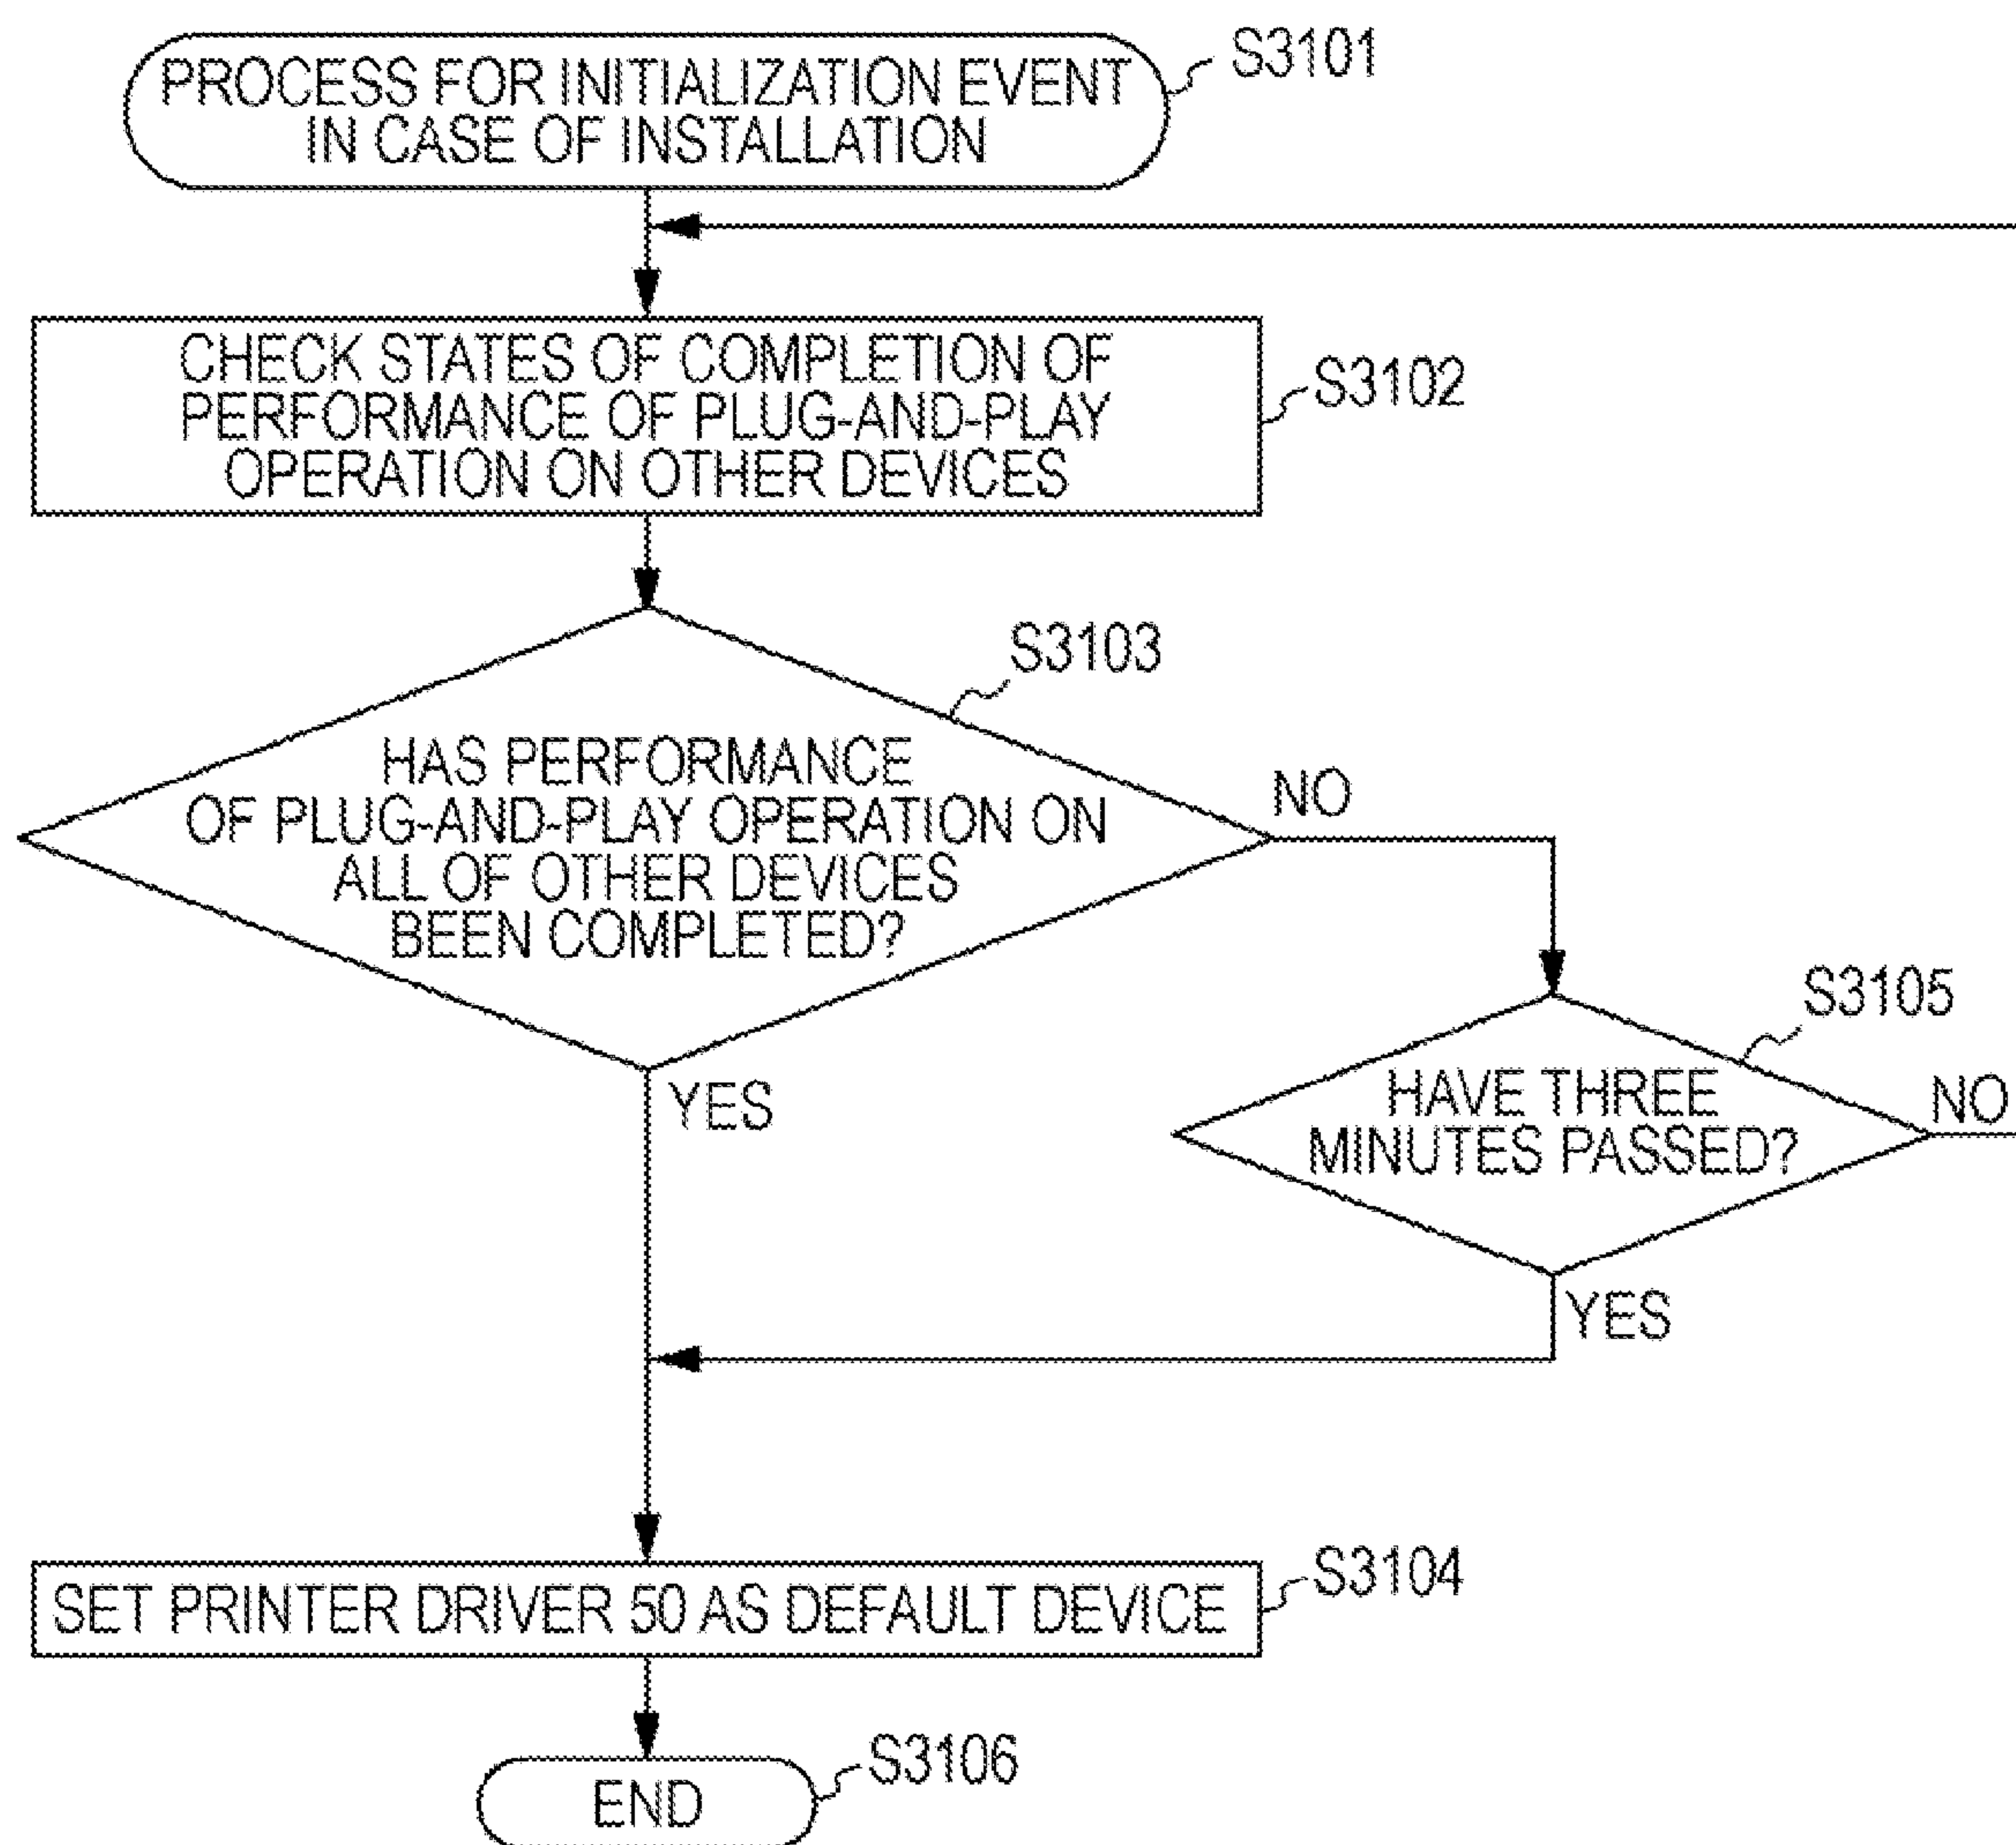 PROCESS FOR INITIALIZATION EVENT
IN CASE OF INSTALLATION
S3101
CHECK STATES OF COMPLETION OF
PERFORMANCE OF PLUG-AND-PLAY
OPERATION ON OTHER DEVICES
S3102
S3103
HAS PERFORMANCE
OF PLUG-AND-PLAY OPERATION ON
ALL OF OTHER DEVICES
BEEN COMPLETED?
NO
YES
S3105
HAVE THREE
MINUTES PASSED?
NO
YES
SET PRINTER DRIVER 50 AS DEFAULT DEVICE
S3104
END
S3106